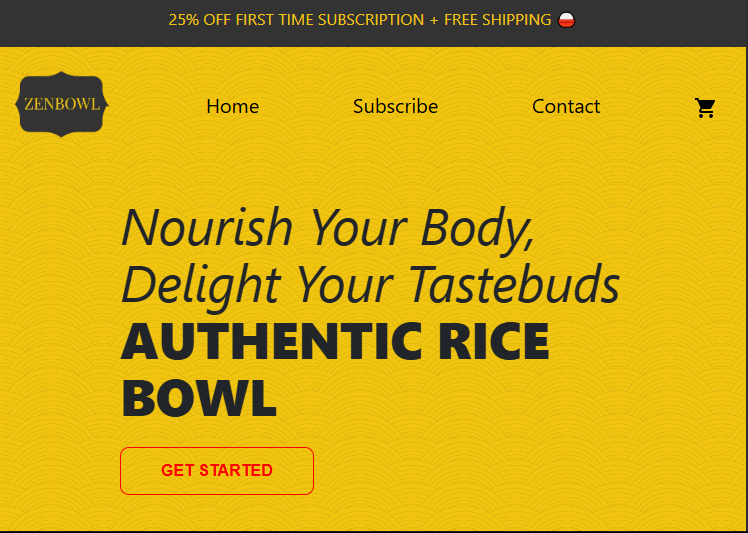 25% OFF FIRST TIME SUBSCRIPTION + FREE SHIPPING
ZENBOWL
Home
Subscribe
Contact
Nourish Your Body,
Delight Your Tastebuds
AUTHENTIC RICE
BOWL
GET STARTED